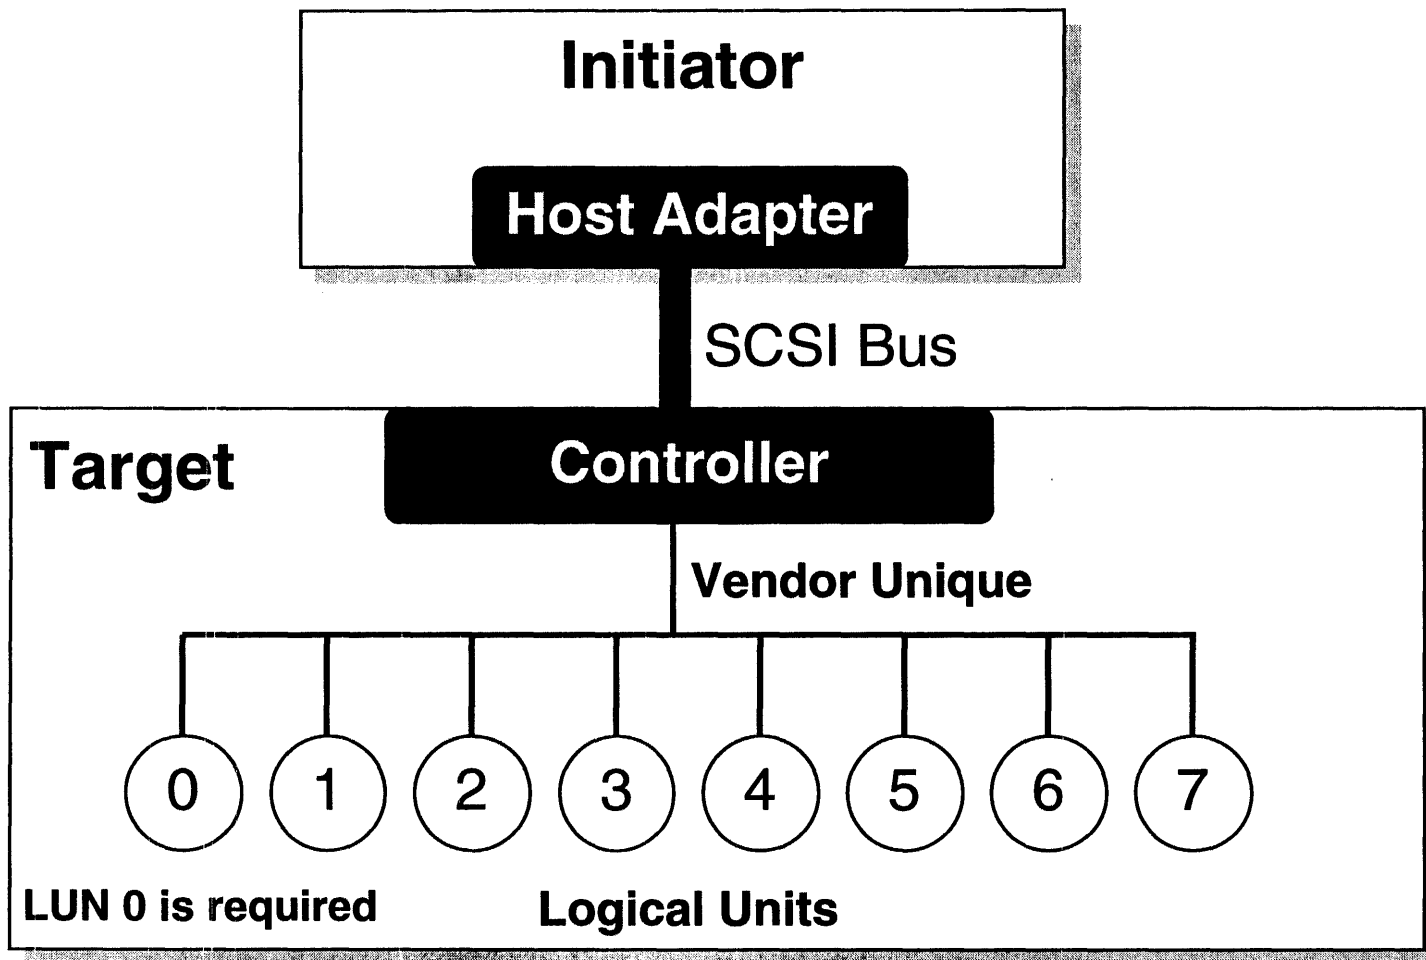 Initiator
Host Adapter
SCSI Bus
Target
Controller
Vendor Unique
0 1 2 3 4 5 6 7
LUN 0 is required
Logical Units